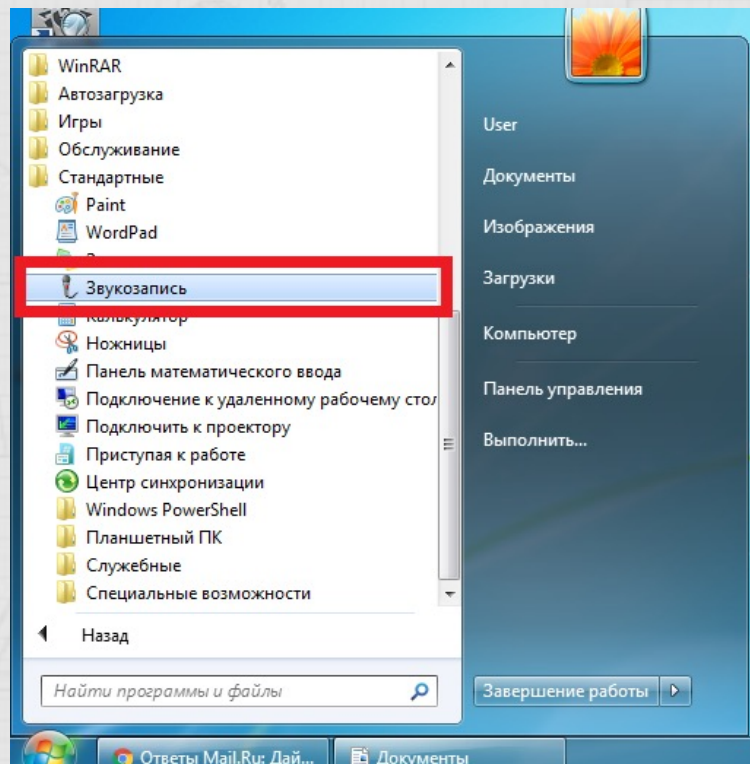 WinRAR
Автозагрузка
Игры
Обслуживание
Стандартные
Paint
WordPad
Звукозапись
Калькулятор
Ножницы
Панель математического ввода
Подключение к удаленному рабочему стол
Подключить к проектору
Приступая к работе
Центр синхронизации
Windows PowerShell
Планшетный ПК
Служебные
Специальные возможности
Назад
Найти программы и файлы
User
Документы
Изображения
Загрузки
Компьютер
Панель управления
Выполнить...
Завершение работы
Ответы Mail.Ru: Дай...
Документы